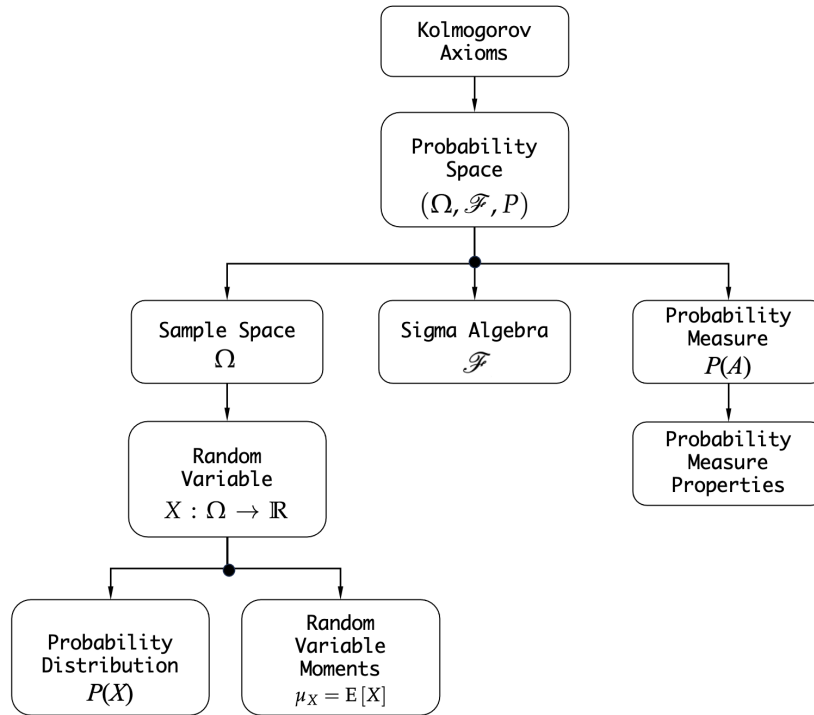 Kolmogorov
Axioms
Probability
Space
(Ω, ℱ, P)
Sample Space
Ω
Sigma Algebra
ℱ
Probability
Measure
P(A)
Random
Variable
X : Ω → ℝ
Probability
Measure
Properties
Probability
Distribution
P(X)
Random
Variable
Moments
μ_X = E [X]